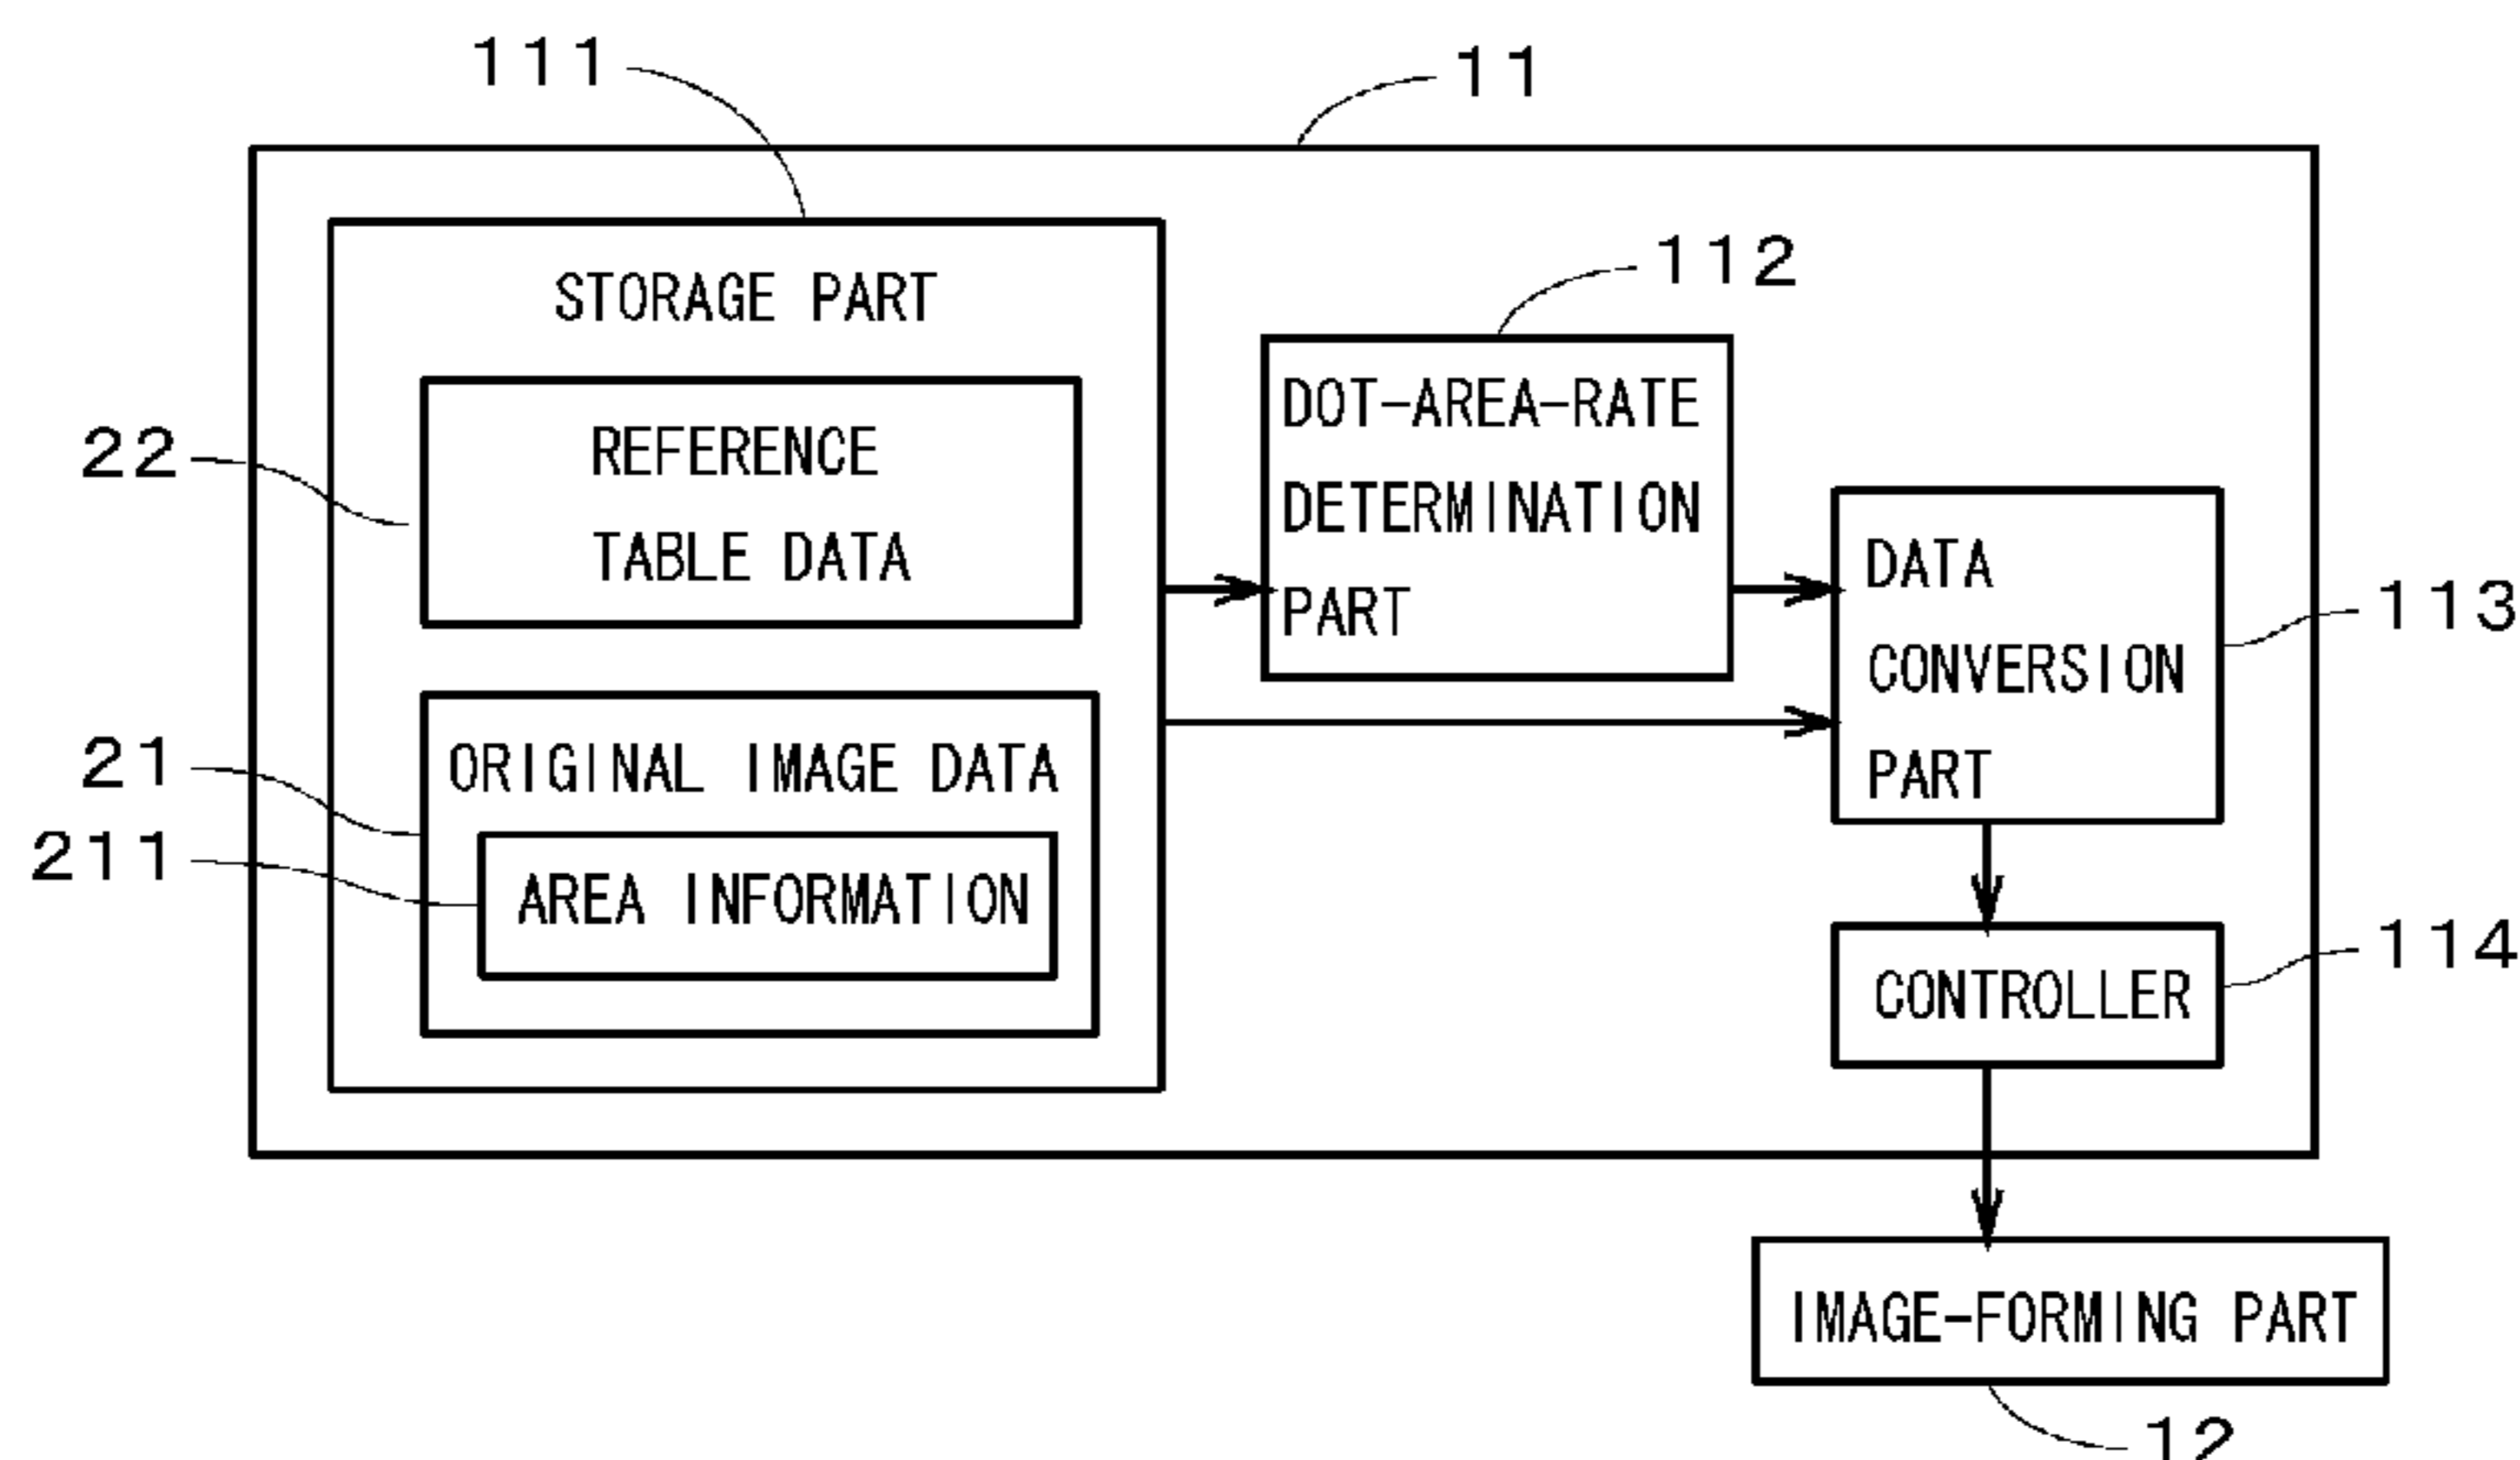 111
11
STORAGE PART
112
REFERENCE
TABLE DATA
22
DOT-AREA-RATE
DETERMINATION
PART
DATA
CONVERSION
PART
113
21
ORIGINAL IMAGE DATA
211
AREA INFORMATION
CONTROLLER
114
IMAGE-FORMING PART
12